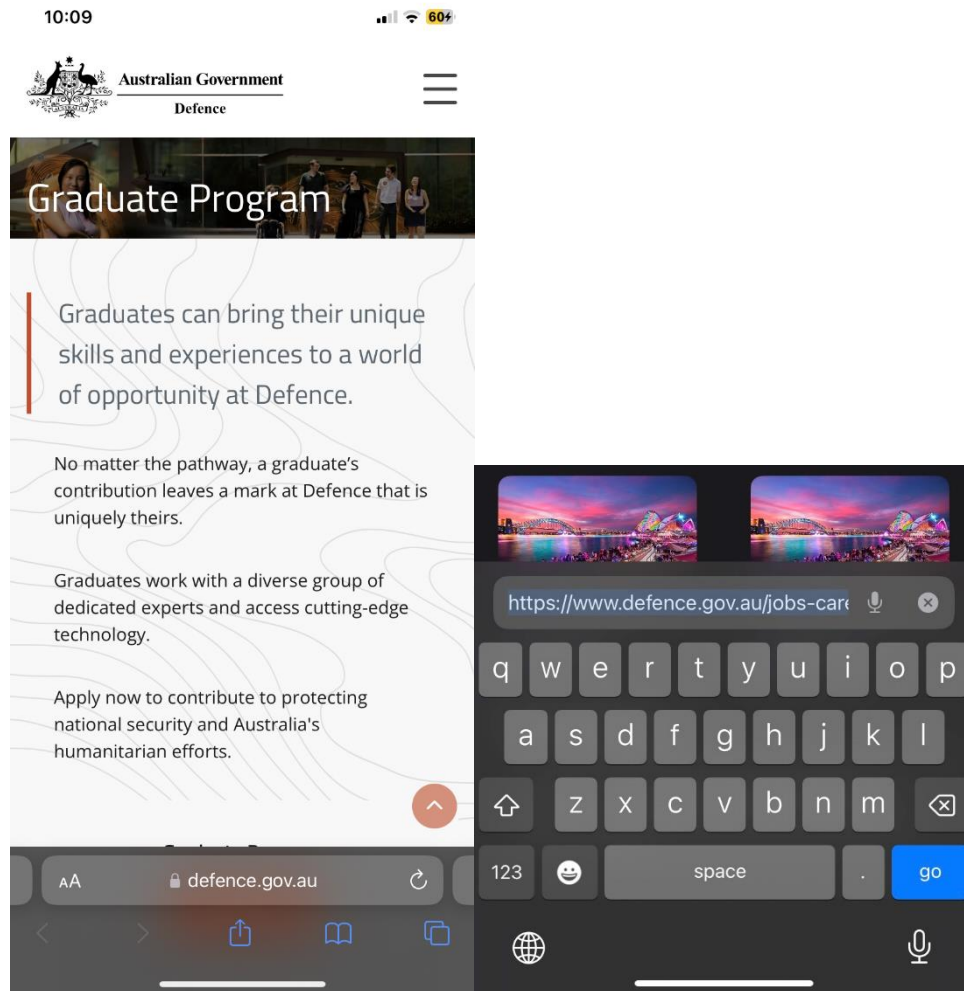 10:09
60
Australian Government
Defence
Graduate Program
Graduates can bring their unique
skills and experiences to a world
of opportunity at Defence.
No matter the pathway, a graduate's
contribution leaves a mark at Defence that is
uniquely theirs.
Graduates work with a diverse group of
dedicated experts and access cutting-edge
technology.
Apply now to contribute to protecting
national security and Australia's
humanitarian efforts.
AA defence.gov.au
https://www.defence.gov.au/jobs-care
q w e r t y u i o p
a s d f g h j k l
z x c v b n m
123 space . go